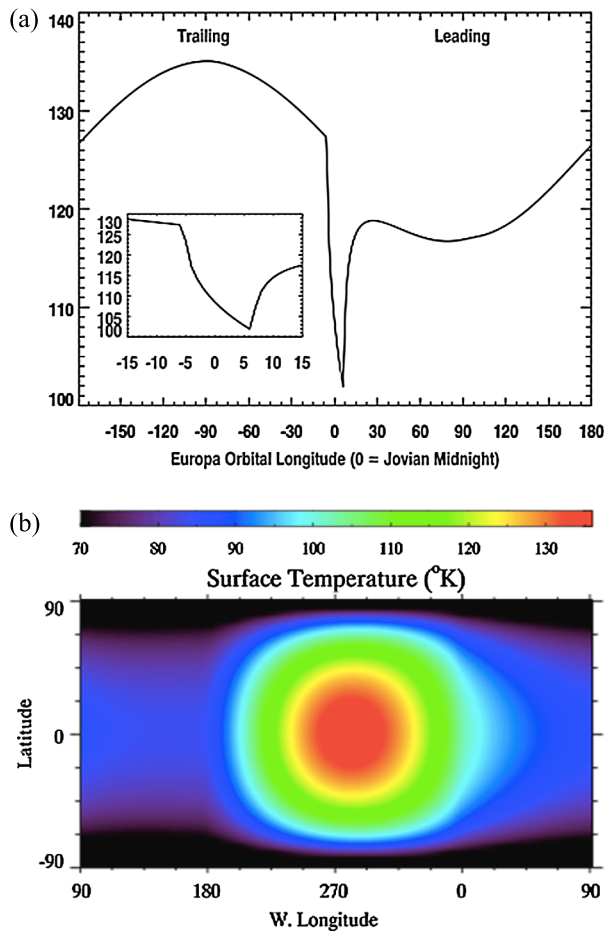 (a)
140
Trailing
Leading
130
120
110
100
130
125
120
115
110
105
100
-15 -10 -5 0 5 10 15
-150 -120 -90 -60 -30 0 30 60 90 120 150 180
Europa Orbital Longitude (0 = Jovian Midnight)
(b)
70 80 90 100 110 120 130
Surface Temperature (°K)
90
Latitude
0
-90
90 180 270 0 90
W. Longitude